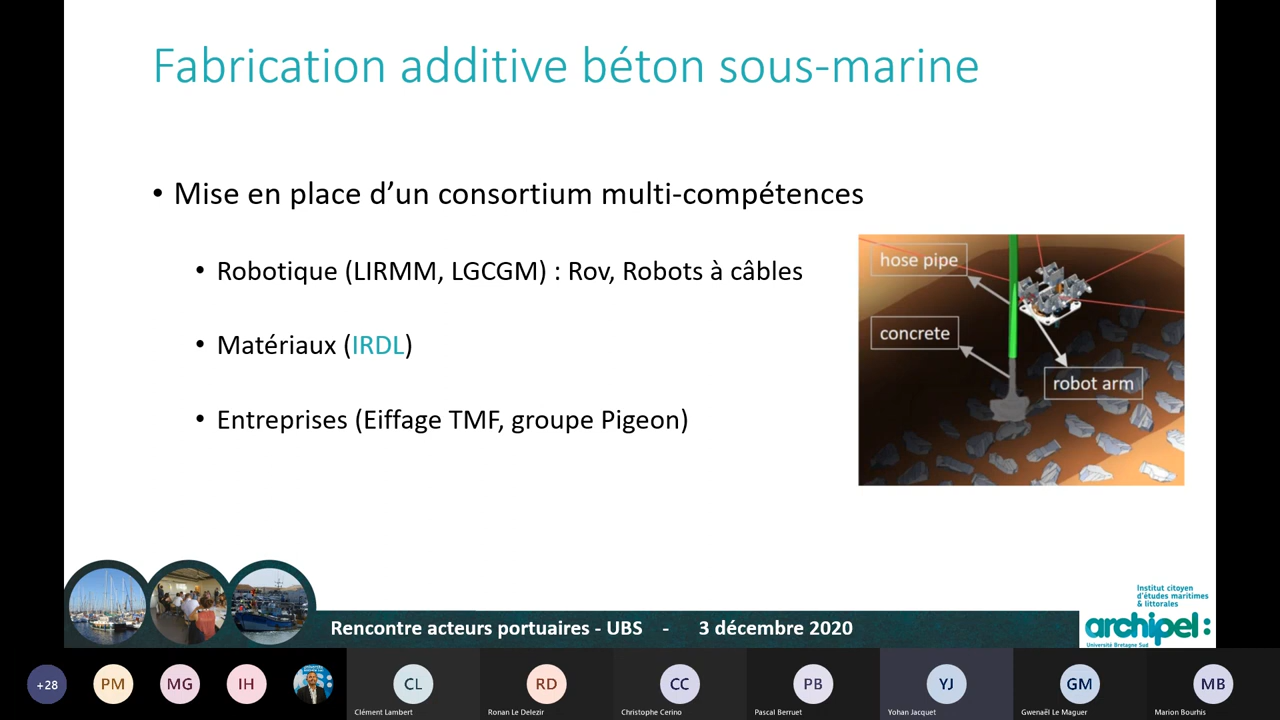 Fabrication additive béton sous-marine
• Mise en place d’un consortium multi-compétences
• Robotique (LIRMM, LGCGM) : Rov, Robots à câbles
• Matériaux (IRDL)
• Entreprises (Eiffage TMF, groupe Pigeon)
hose pipe
concrete
robot arm
Institut citoyen
d'études maritimes
& littorales
archipel:
Université Bretagne Sud
Rencontre acteurs portuaires - UBS - 3 décembre 2020
+28
PM
MG
IH
CL
RD
CC
PB
YJ
GM
MB
Clément Lambert
Ronan Le Delezir
Christophe Cerino
Pascal Berruet
Yohan Jacquet
Gwenaël Le Maguer
Marion Bourhis